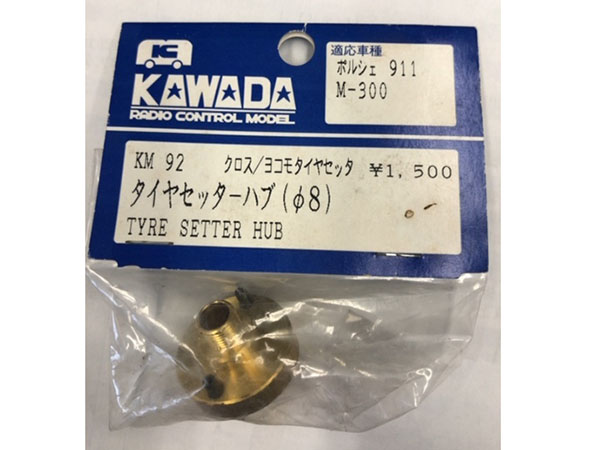 K
KAWADA
RADIO CONTROL MODEL
適応車種
ポルシェ 911
M-300
KM 92 クロス/ヨコモタイヤセッタ ¥1,500
タイヤセッターハブ(φ8)
TYRE SETTER HUB